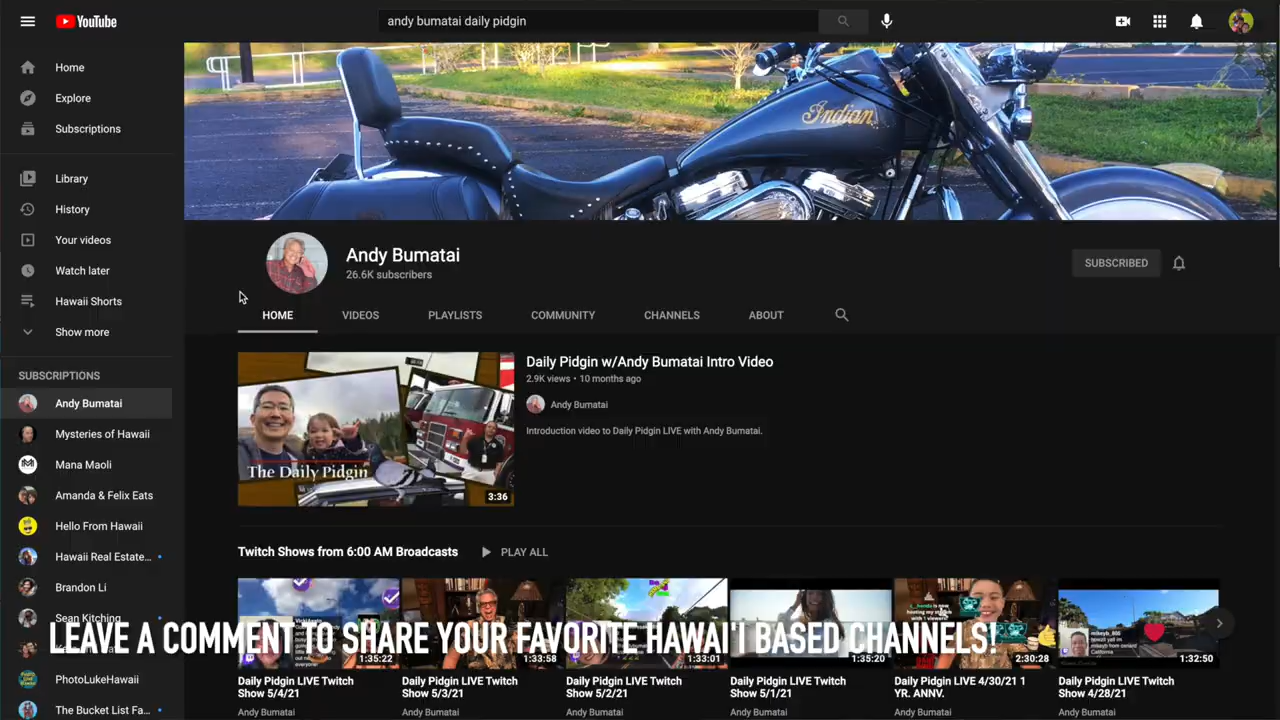 YouTube
andy bumatai daily pidgin
Home
Explore
Subscriptions
Library
History
Your videos
Watch later
Hawaii Shorts
Show more
SUBSCRIPTIONS
Andy Bumatai
Mysteries of Hawaii
Mana Maoli
Amanda & Felix Eats
Hello From Hawaii
Hawaii Real Estate...
Brandon Li
Sean Kitching
PhotoLukeHawaii
The Bucket List Fa...
Indian
Andy Bumatai
26.6K subscribers
SUBSCRIBED
HOME
VIDEOS
PLAYLISTS
COMMUNITY
CHANNELS
ABOUT
The Daily Pidgin
3:36
Daily Pidgin w/Andy Bumatai Intro Video
2.9K views • 10 months ago
Andy Bumatai
Introduction video to Daily Pidgin LIVE with Andy Bumatai.
Twitch Shows from 6:00 AM Broadcasts
PLAY ALL
LEAVE A COMMENT TO SHARE YOUR FAVORITE HAWAI'I BASED CHANNELS!
1:35:22
1:33:58
1:33:01
1:35:20
2:30:28
1:32:50
Daily Pidgin LIVE Twitch
Show 5/4/21
Andy Bumatai
Daily Pidgin LIVE Twitch
Show 5/3/21
Andy Bumatai
Daily Pidgin LIVE Twitch
Show 5/2/21
Andy Bumatai
Daily Pidgin LIVE Twitch
Show 5/1/21
Andy Bumatai
Daily Pidgin LIVE 4/30/21 1
YR. ANNV.
Andy Bumatai
Daily Pidgin LIVE Twitch
Show 4/28/21
Andy Bumatai